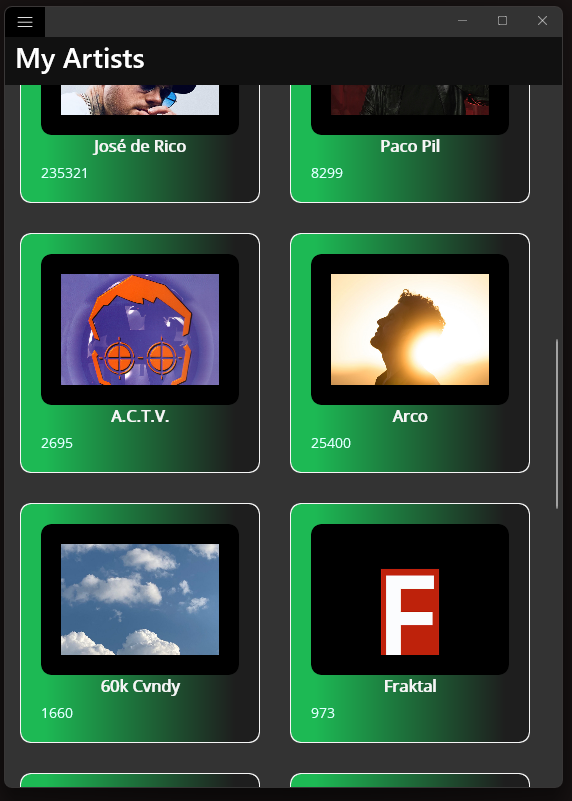 My Artists
José de Rico
Paco Pil
235321
8299
A.C.T.V.
Arco
2695
25400
F
60k Cvndy
Fraktal
1660
973